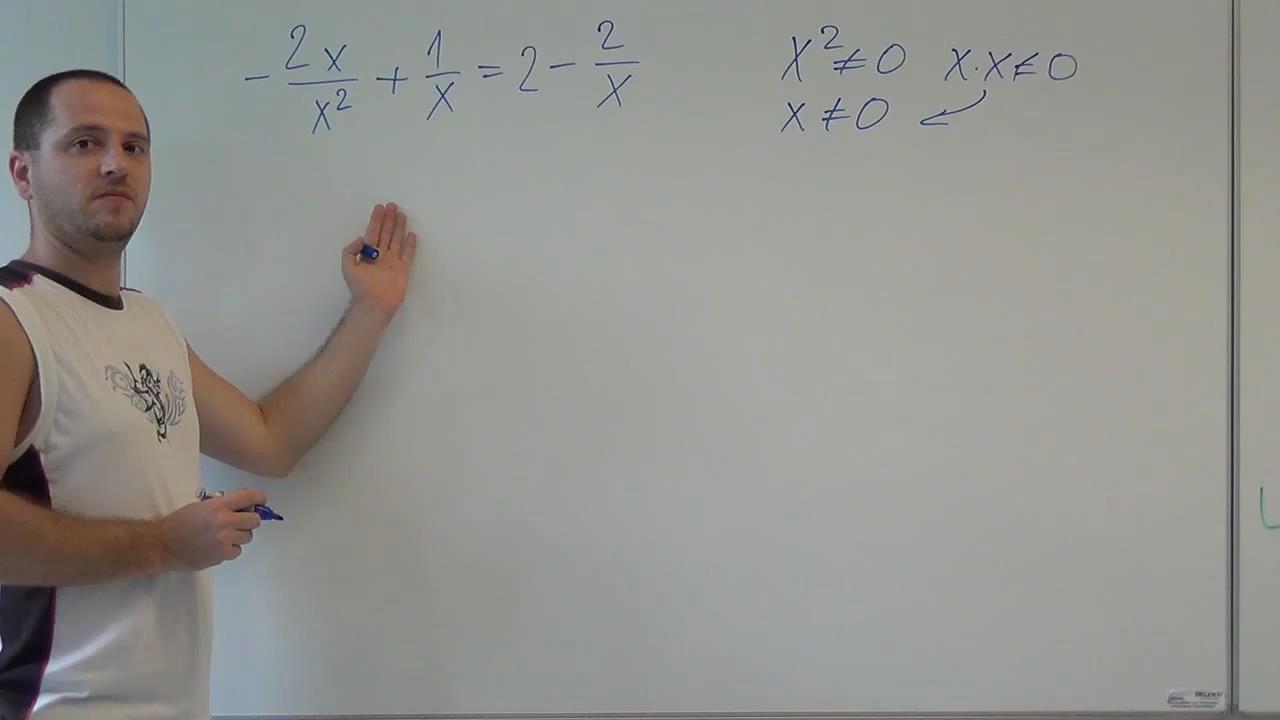 - 2x/x² + 1/x = 2 - 2/x
x² ≠ 0 x·x ≠ 0
x ≠ 0